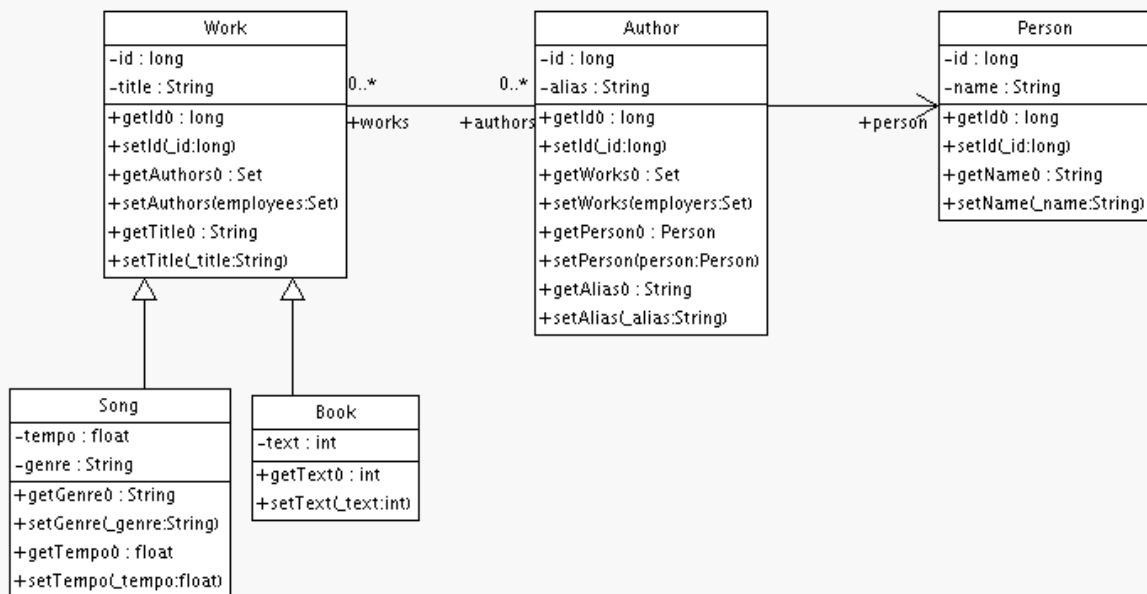 Work
-id : long
-title : String
+getId() : long
+setId(_id:long)
+getAuthors() : Set
+setAuthors(employees:Set)
+getTitle() : String
+setTitle(_title:String)
0..*
+works
0..*
+authors
Author
-id : long
-alias : String
+getId() : long
+setId(_id:long)
+getWorks() : Set
+setWorks(employers:Set)
+getPerson() : Person
+setPerson(person:Person)
+getAlias() : String
+setAlias(_alias:String)
+person
Person
-id : long
-name : String
+getId() : long
+setId(_id:long)
+getName() : String
+setName(_name:String)
Song
-tempo : float
-genre : String
+getGenre() : String
+setGenre(_genre:String)
+getTempo() : float
+setTempo(_tempo:float)
Book
-text : int
+getText() : int
+setText(_text:int)